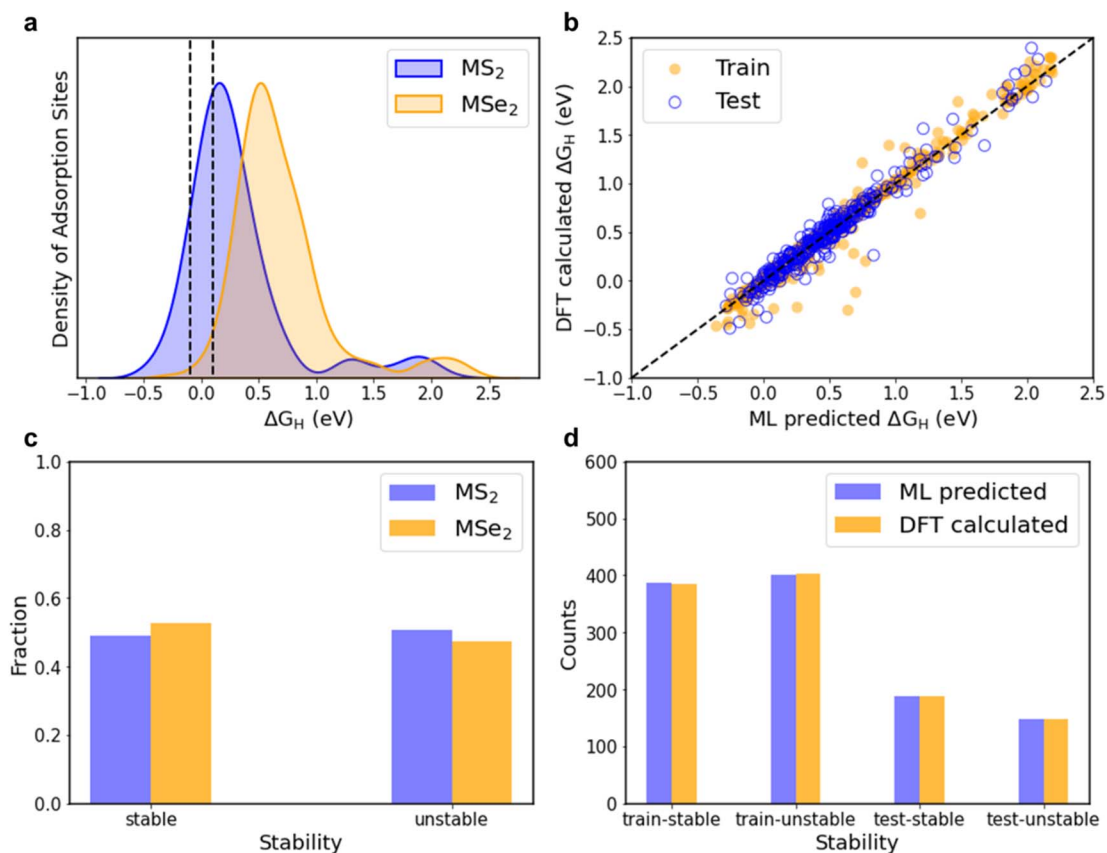 a
MS₂
MSe₂
Density of Adsorption Sites
−1.0 −0.5 0.0 0.5 1.0 1.5 2.0 2.5
ΔG_H (eV)
b
Train
Test
DFT calculated ΔG_H (eV)
2.5
2.0
1.5
1.0
0.5
0.0
−0.5
−1.0
−1.0 −0.5 0.0 0.5 1.0 1.5 2.0 2.5
ML predicted ΔG_H (eV)
c
MS₂
MSe₂
Fraction
1.0
0.8
0.6
0.4
0.2
0.0
stable unstable
Stability
d
ML predicted
DFT calculated
Counts
600
500
400
300
200
100
0
train-stable train-unstable test-stable test-unstable
Stability